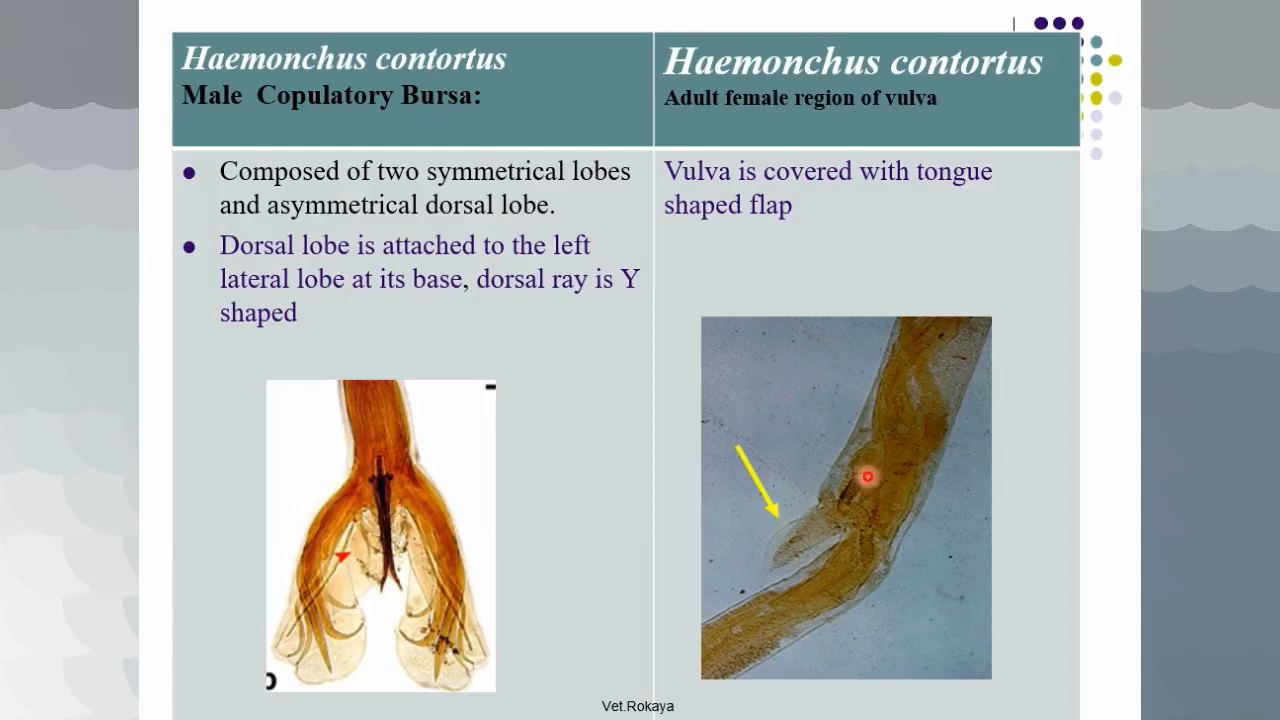 Haemonchus contortus
Male Copulatory Bursa:
Haemonchus contortus
Adult female region of vulva
Composed of two symmetrical lobes
and asymmetrical dorsal lobe.
Dorsal lobe is attached to the left
lateral lobe at its base, dorsal ray is Y
shaped
Vulva is covered with tongue
shaped flap
Vet.Rokaya